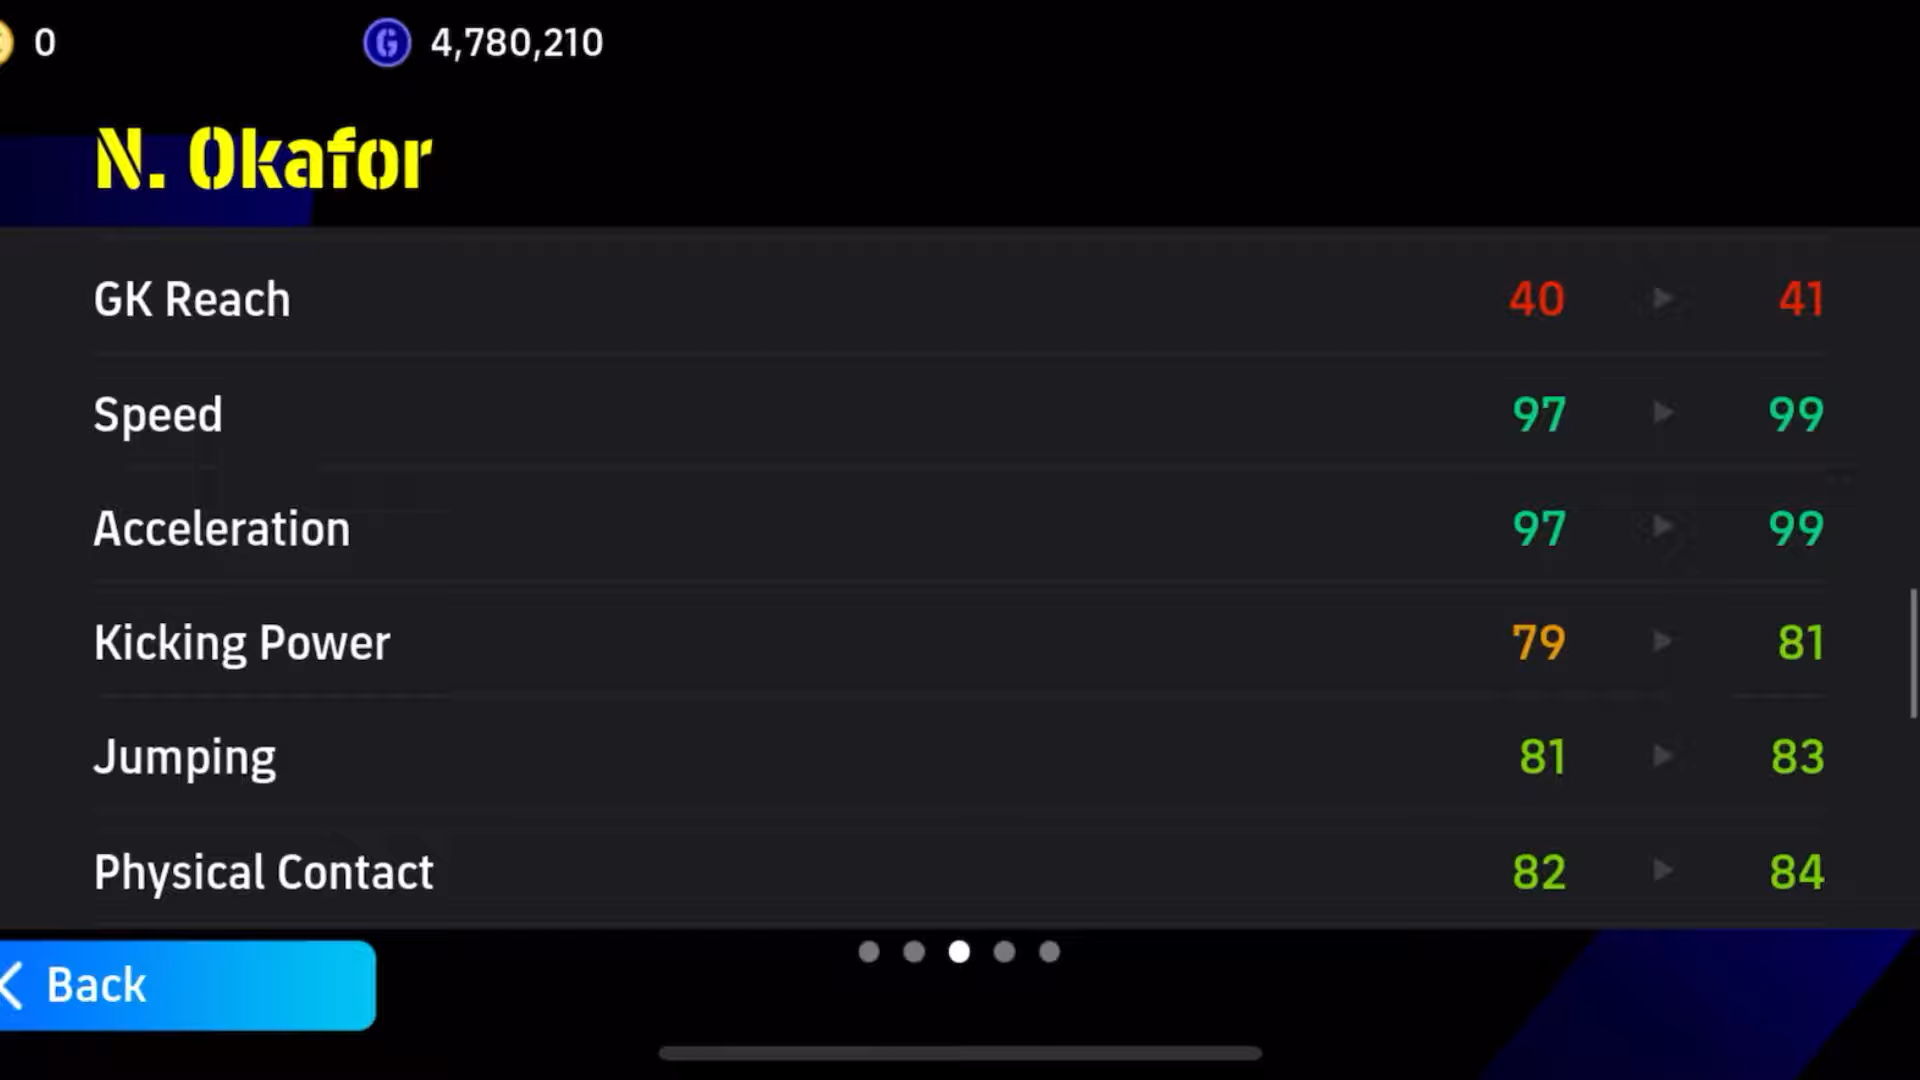 0 4,780,210
N. Okafor
GK Reach 40 ▶ 41
Speed 97 ▶ 99
Acceleration 97 ▶ 99
Kicking Power 79 ▶ 81
Jumping 81 ▶ 83
Physical Contact 82 ▶ 84
Back